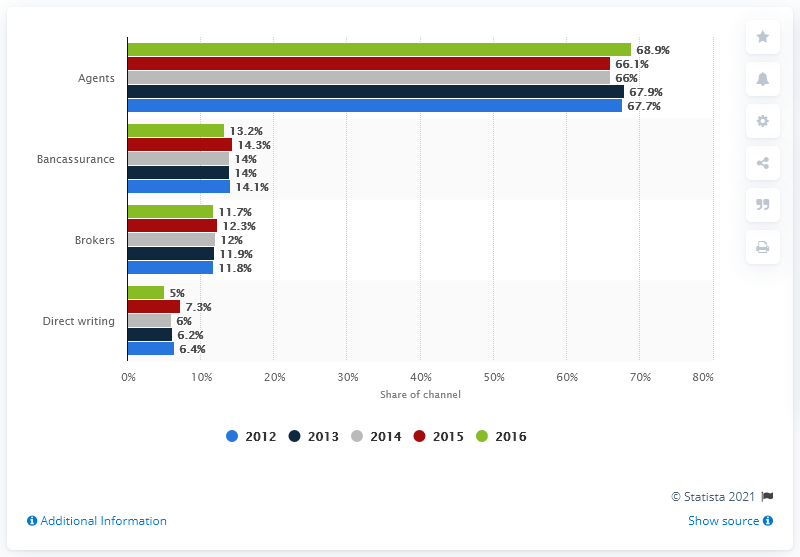 Agents
68.9%
66.1%
66%
67.9%
67.7%
Bancassurance
13.2%
14.3%
14%
14%
14.1%
Brokers
11.7%
12.3%
12%
11.9%
11.8%
Direct writing
5%
7.3%
6%
6.2%
6.4%
0% 10% 20% 30% 40% 50% 60% 70% 80%
Share of channel
2012 2013 2014 2015 2016
© Statista 2021
Additional Information Show source